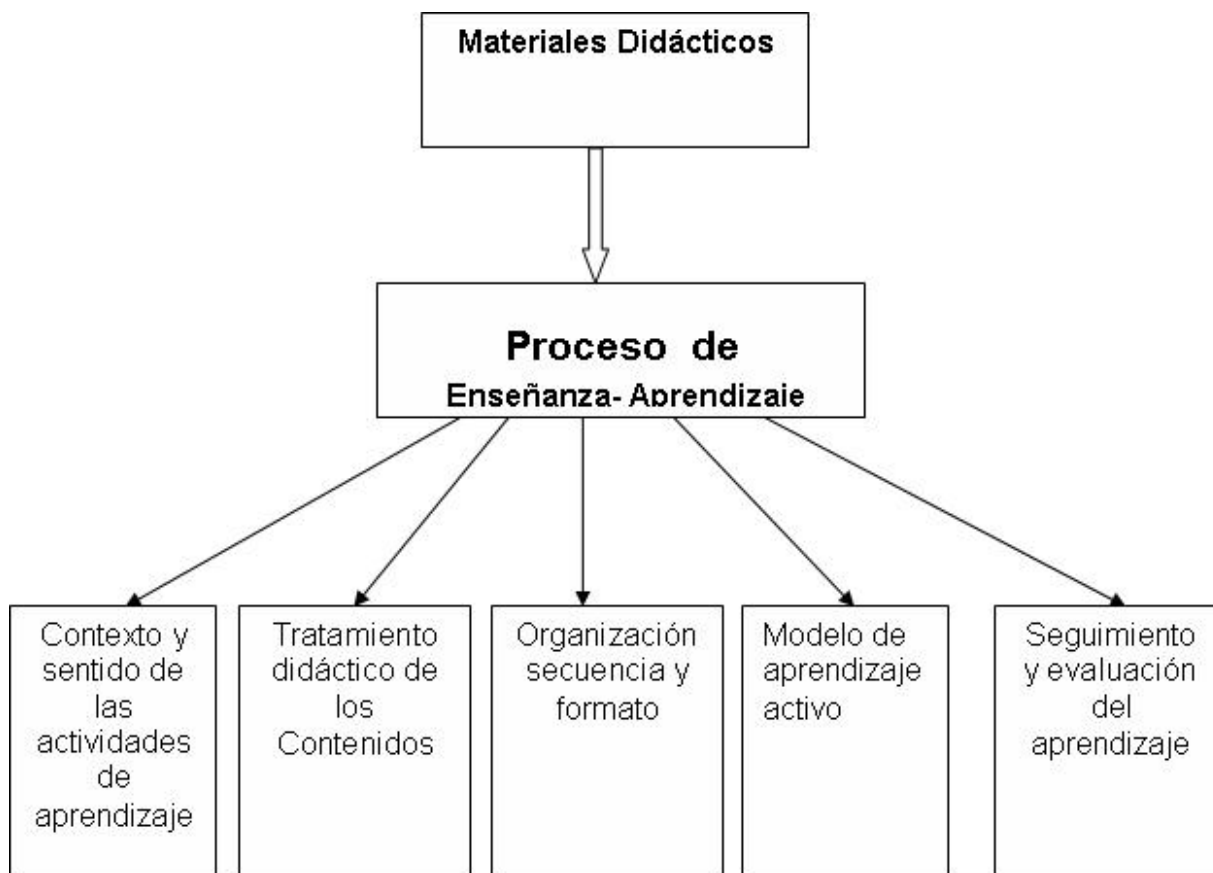 Materiales Didácticos
Proceso de
Enseñanza- Aprendizaje
Contexto y
sentido de
las
actividades
de
aprendizaje
Tratamiento
didáctico de
los
Contenidos
Organización
secuencia y
formato
Modelo de
aprendizaje
activo
Seguimiento
y evaluación
del
aprendizaje